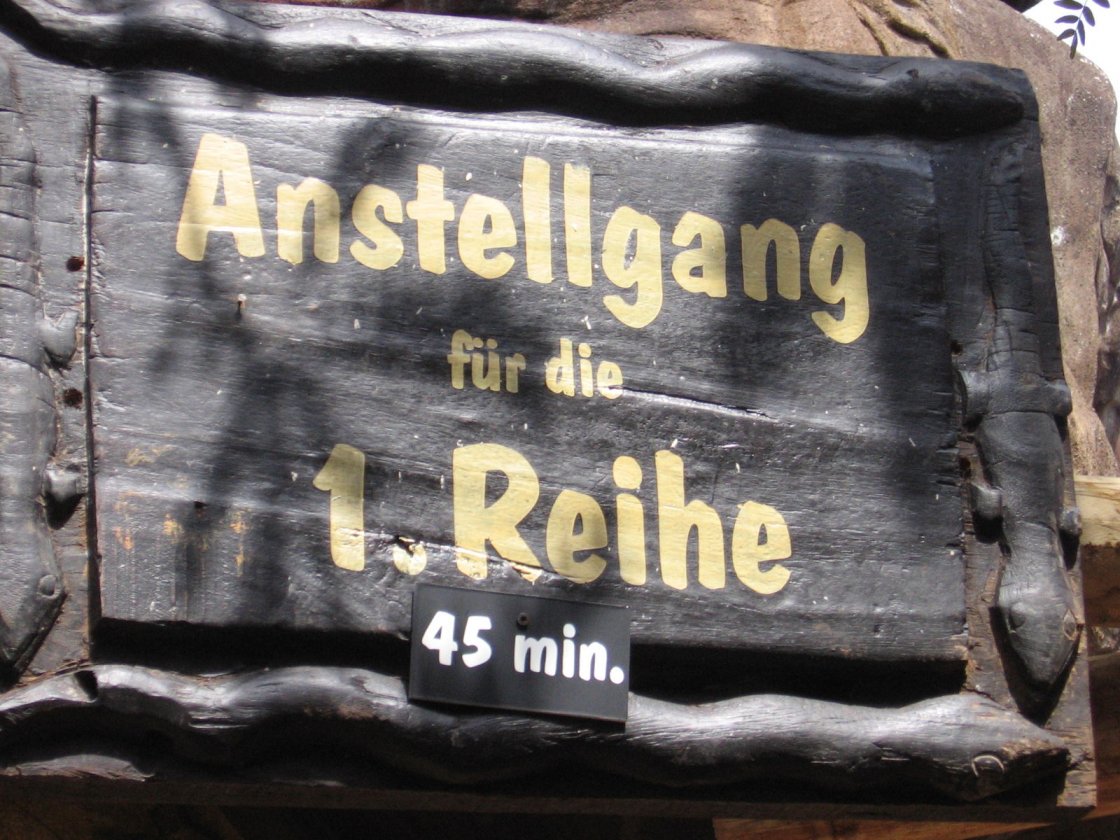 Anstellgang
für die
1. Reihe
45 min.